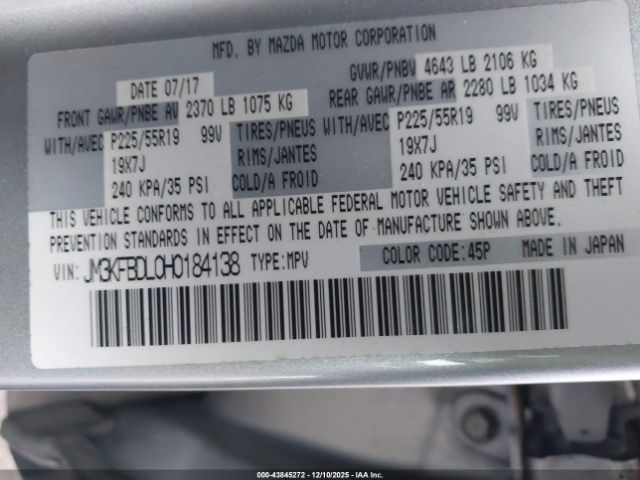 MFD. BY MAZDA MOTOR CORPORATION
DATE 07/17 GVWR/PNBV 4643 LB 2106 KG
FRONT GAWR/PNBE AV 2370 LB 1075 KG REAR GAWR/PNBE AR 2280 LB 1034 KG
WITH/AVEC P225/55R19 99V TIRES/PNEUS WITH/AVEC P225/55R19 99V TIRES/PNEUS
19X7J RIMS/JANTES 19X7J RIMS/JANTES
240 KPA/35 PSI COLD/A FROID 240 KPA/35 PSI COLD/A FROID
THIS VEHICLE CONFORMS TO ALL APPLICABLE FEDERAL MOTOR VEHICLE SAFETY AND THEFT
PREVENTION STANDARDS IN EFFECT ON THE DATE OF MANUFACTURE SHOWN ABOVE.
VIN: JM3KFBDL0H0184138 TYPE:MPV COLOR CODE:45P MADE IN JAPAN
000-43845272 - 12/10/2025 - IAA Inc.